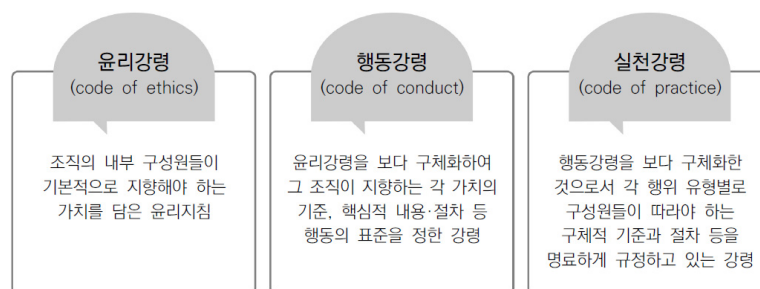 윤리강령
(code of ethics)
조직의 내부 구성원들이
기본적으로 지향해야 하는
가치를 담은 윤리지침
행동강령
(code of conduct)
윤리강령을 보다 구체화하여
그 조직이 지향하는 각 가치의
기준, 핵심적 내용·절차 등
행동의 표준을 정한 강령
실천강령
(code of practice)
행동강령을 보다 구체화한
것으로서 각 행위 유형별로
구성원들이 따라야 하는
구체적 기준과 절차 등을
명료하게 규정하고 있는 강령